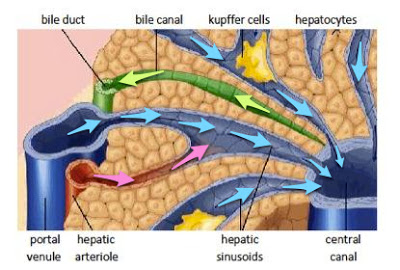 bile duct bile canal kupffer cells hepatocytes
portal hepatic hepatic central
venule arteriole sinusoids canal